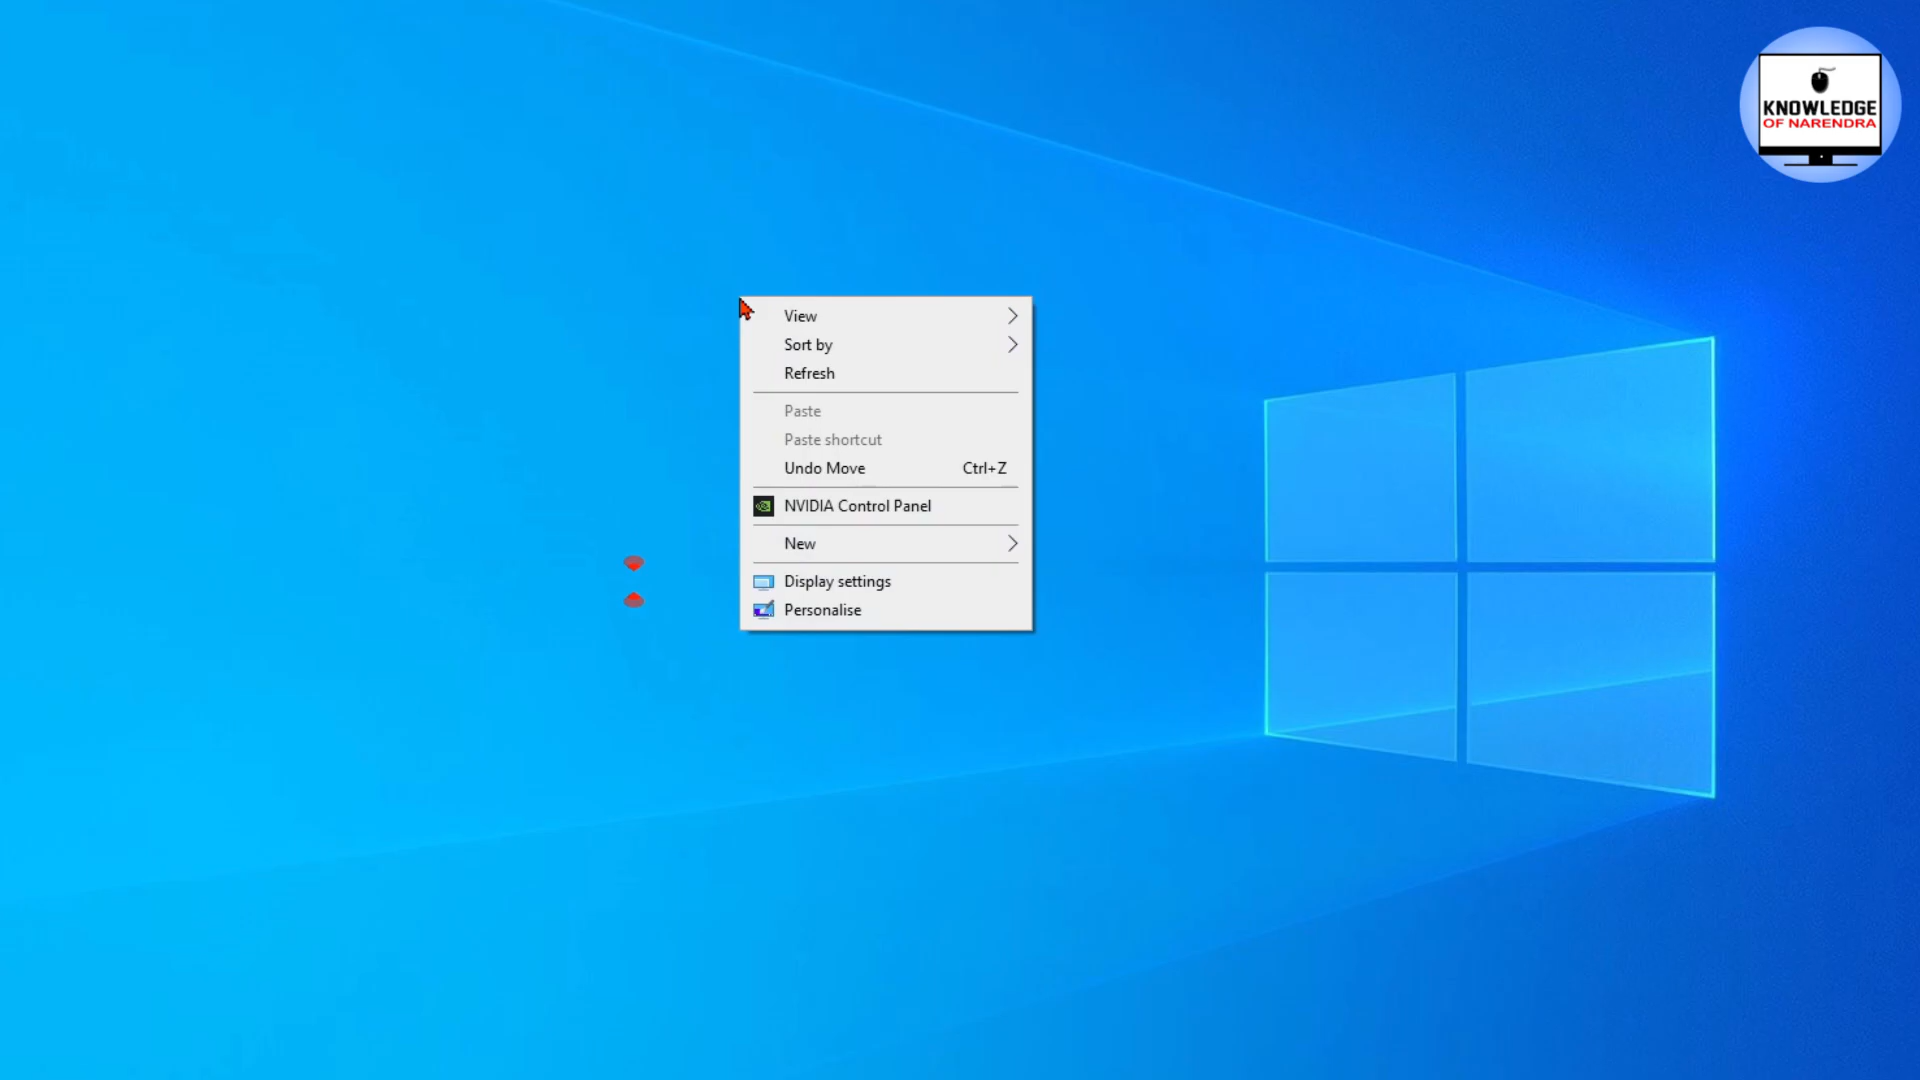 KNOWLEDGE
OF NARENDRA
View
Sort by
Refresh
Paste
Paste shortcut
Undo Move Ctrl+Z
NVIDIA Control Panel
New
Display settings
Personalise